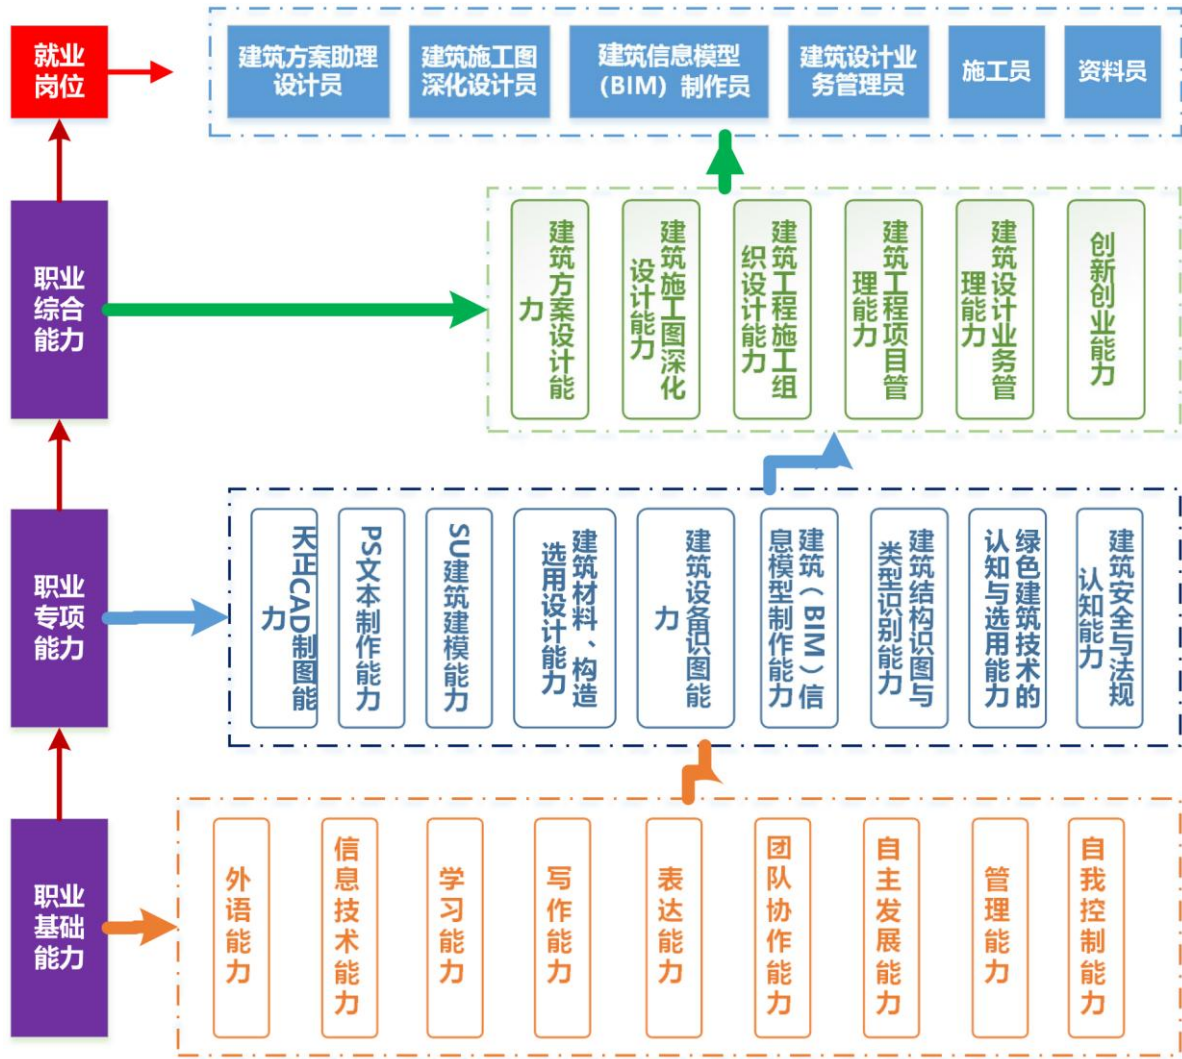 就业
岗位
建筑方案助理
设计员
建筑施工图
深化设计员
建筑信息模型
（BIM）制作员
建筑设计业
务管理员
施工员
资料员
职业
综合
能力
建筑方案设计能
力
建筑施工图深化
设计能力
建筑工程施工组
织设计能力
建筑工程项目管
理能力
建筑设计业务管
理能力
创新创业能力
职业
专项
能力
天正CAD制图能
力
PS文本制作能力
SU建筑建模能力
建筑材料、构造
选用设计能力
建筑设备识图能
力
建筑（BIM）信
息模型制作能力
建筑结构识图与
类型识别能力
绿色建筑技术的
认知与选用能力
建筑安全与法规
认知能力
职业
基础
能力
外语能力
信息技术能力
学习能力
写作能力
表达能力
团队协作能力
自主发展能力
管理能力
自我控制能力